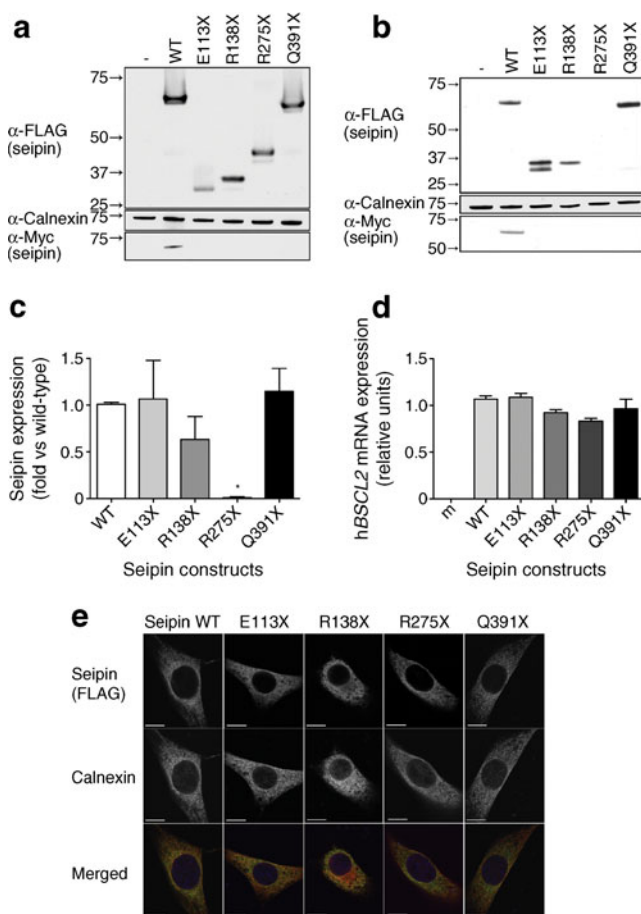 a
-
WT
E113X
R138X
R275X
Q391X
75→
50→
37→
25→
α-FLAG
(seipin)
α-Calnexin
75→
α-Myc
(seipin)
75→
b
-
WT
E113X
R138X
R275X
Q391X
75→
50→
37→
25→
α-FLAG
(seipin)
α-Calnexin
75→
α-Myc
(seipin)
75→
50→
c
Seipin expression
(fold vs wild-type)
1.5
1.0
0.5
0
*
WT
E113X
R138X
R275X
Q391X
Seipin constructs
d
hBSCL2 mRNA expression
(relative units)
1.5
1.0
0.5
0
m
WT
E113X
R138X
R275X
Q391X
Seipin constructs
e
Seipin WT E113X R138X R275X Q391X
Seipin
(FLAG)
Calnexin
Merged